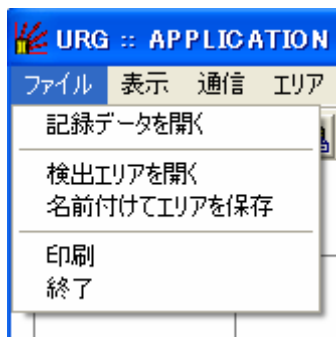 URG :: APPLICATION
ファイル 表示 通信 エリア
記録データを開く
検出エリアを開く
名前付けてエリアを保存
印刷
終了